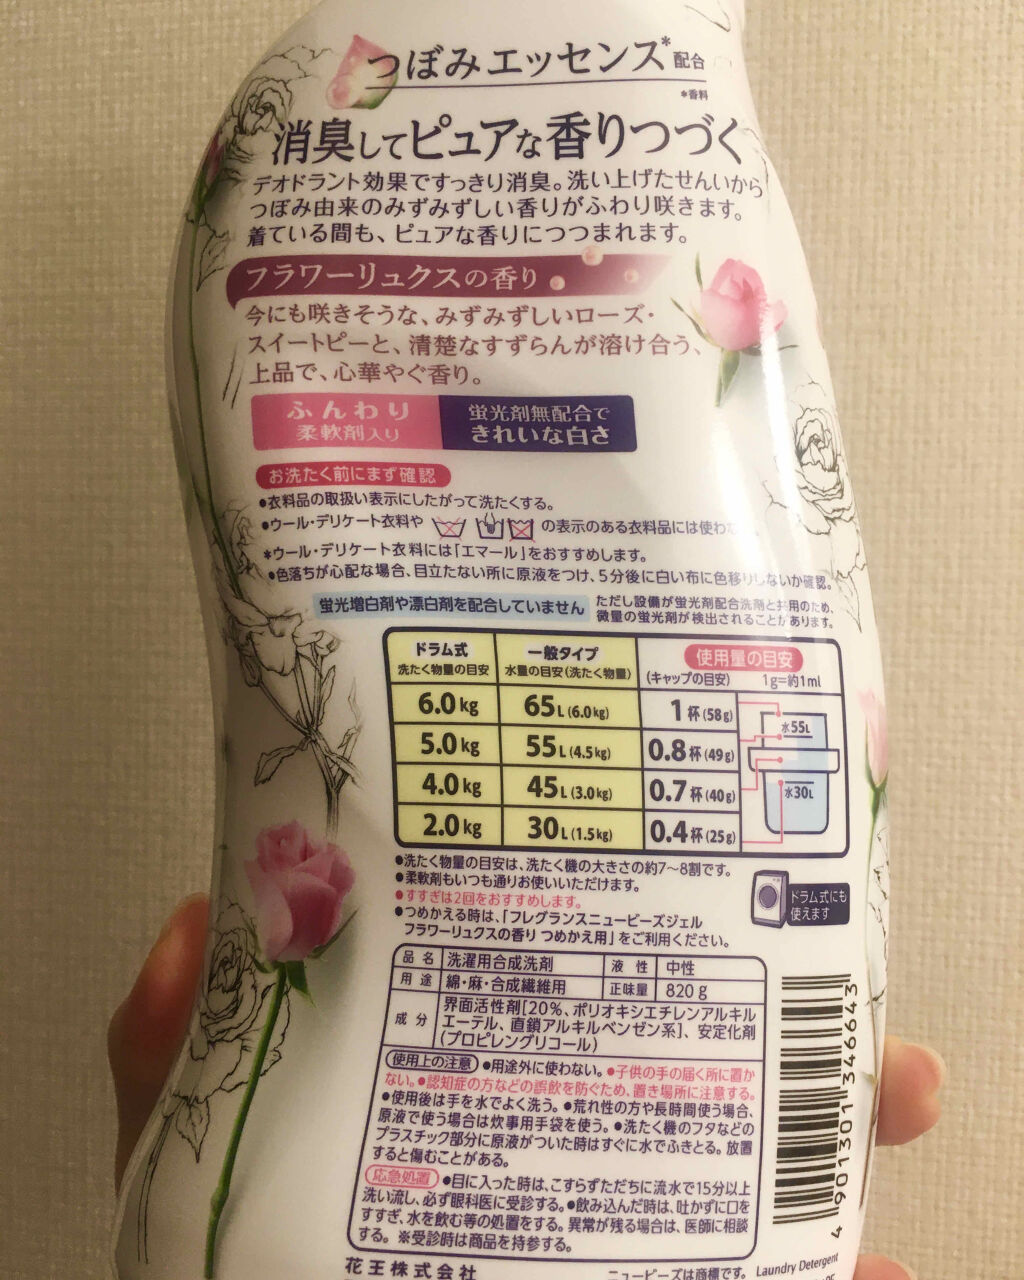 つぼみエッセンス*配合
*香料
消臭してピュアな香りつづく
デオドラント効果ですっきり消臭。洗い上げたせんいから
つぼみ由来のみずみずしい香りがふわり咲きます。
着ている間も、ピュアな香りにつつまれます。
フラワーリュクスの香り
今にも咲きそうな、みずみずしいローズ・
スイートピーと、清楚なすずらんが溶け合う、
上品で、心華やぐ香り。
ふんわり
柔軟剤入り
蛍光剤無配合で
きれいな白さ
お洗たく前にまず確認
●衣料品の取扱い表示にしたがって洗たくする。
●ウール・デリケート衣料や の表示のある衣料品には使わ
*ウール・デリケート衣料には「エマール」をおすすめします。
●色落ちが心配な場合、目立たない所に原液をつけ、5分後に白い布に色移りしないか確認。
蛍光増白剤や漂白剤を配合していません
ただし設備が蛍光剤配合洗剤と共用のため、
微量の蛍光剤が検出されることがあります。
ドラム式
洗たく物量の目安
一般タイプ
水量の目安(洗たく物量)
使用量の目安
(キャップの目安) 1g=約1ml
6.0kg 65L(6.0kg) 1杯(58g)
5.0kg 55L(4.5kg) 0.8杯(49g)
4.0kg 45L(3.0kg) 0.7杯(40g)
2.0kg 30L(1.5kg) 0.4杯(25g)
水55L
水30L
●洗たく物量の目安は、洗たく機の大きさの約7〜8割です。
●柔軟剤もいつも通りお使いいただけます。
●すすぎは2回をおすすめします。
●つめかえる時は、「フレグランスニュービーズジェル
フラワーリュクスの香り つめかえ用」をご利用ください。
ドラム式にも
使えます
品名 洗濯用合成洗剤 液性 中性
用途 綿・麻・合成繊維用 正味量 820g
成分 界面活性剤[20%、ポリオキシエチレンアルキル
エーテル、直鎖アルキルベンゼン系]、安定化剤
(プロピレングリコール)
使用上の注意 ●用途外に使わない。●子供の手の届く所に置か
ない。●認知症の方などの誤飲を防ぐため、置き場所に注意する。
●使用後は手を水でよく洗う。●荒れ性の方や長時間使う場合、
原液で使う場合は炊事用手袋を使う。●洗たく機のフタなどの
プラスチック部分に原液がついた時はすぐに水でふきとる。放置
すると傷むことがある。
応急処置 ●目に入った時は、こすらずただちに流水で15分以上
洗い流し、必ず眼科医に受診する。●飲み込んだ時は、吐かずに口を
すすぎ、水を飲む等の処置をする。異常が残る場合は、医師に相談
する。※受診時は商品を持参する。
4 901301 346643
花王株式会社
ニュービーズは商標です。 Laundry Detergent